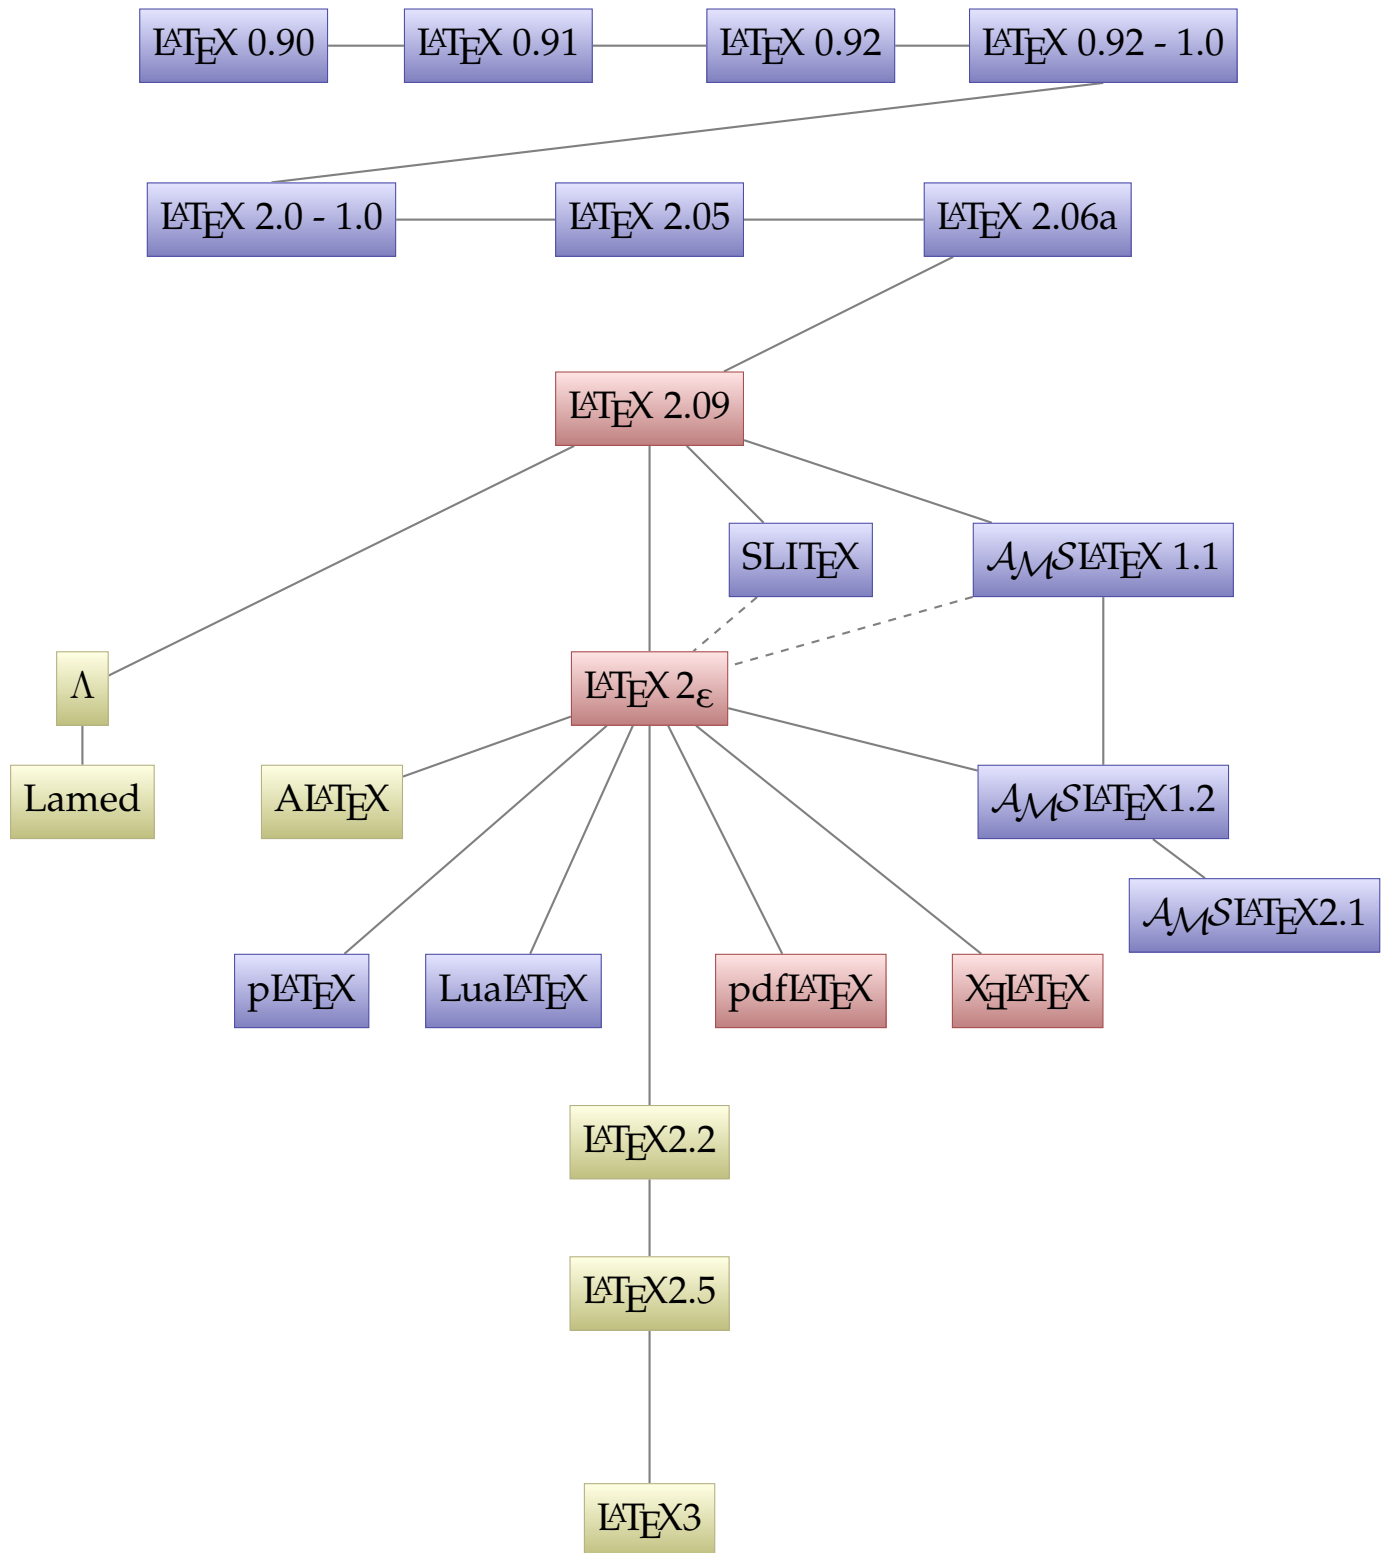 LATEX 0.90 LATEX 0.91 LATEX 0.92 LATEX 0.92 - 1.0
LATEX 2.0 - 1.0 LATEX 2.05 LATEX 2.06a
LATEX 2.09
SLITEX AMSLATEX 1.1
Λ LATEX 2ε
Lamed ALATEX AMSLATEX1.2
AMSLATEX2.1
pLATEX LuaLATEX pdfLATEX XƎLATEX
LATEX2.2
LATEX2.5
LATEX3